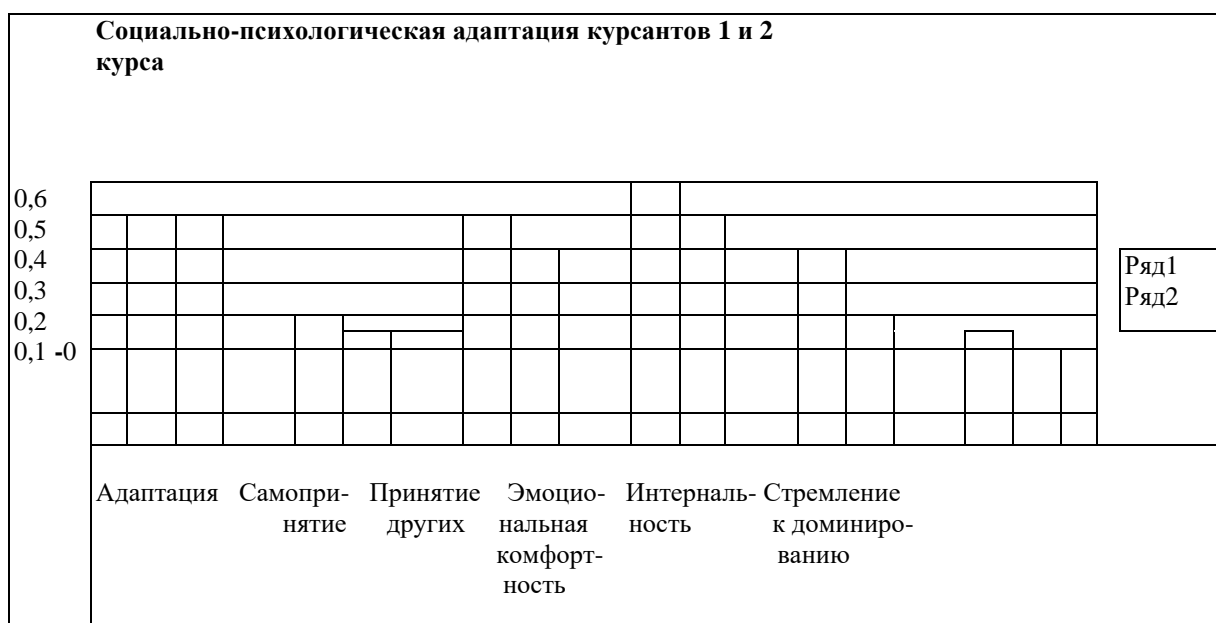 Социально-психологическая адаптация курсантов 1 и 2
курса
0,6
0,5
0,4
0,3
0,2
0,1 -0
Ряд1
Ряд2
Адаптация Самопри- Принятие Эмоцио- Интерналь- Стремление
нятие других нальная ность к доминиро-
комфорт- ванию
ность